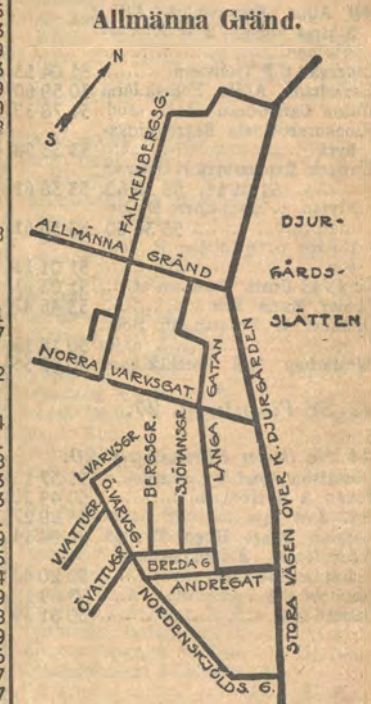 Allmänna Gränd.
N
S
FALKENBERGSG.
ALLMÄNNA GRÄND
DJUR-
GÅRDS-
SLÄTTEN
NORRA VARVSGAT.
LÅNGA GATAN
STORA VÄGEN ÖVER K. DJURGÅRDEN
L.VARVSGR.
Ö.VARVSG.
BERGSGR.
SJÖMANSGR
V.VATTUGR
Ö.VATTUGR
BREDA G
ANDRÉGAT
NORDENSKJÖLDS G.